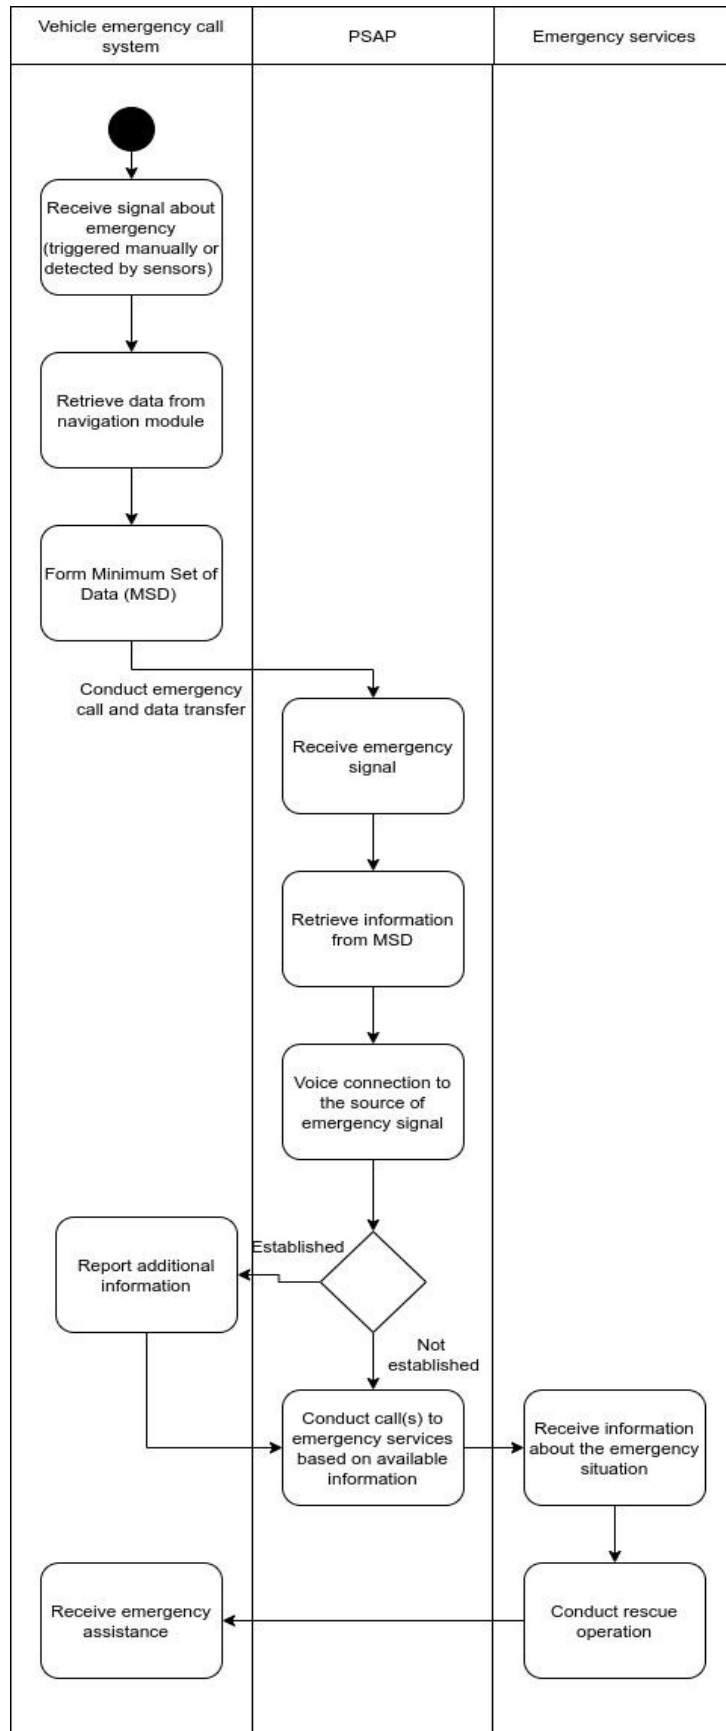 Vehicle emergency call
system
PSAP
Emergency services
Receive signal about
emergency
(triggered manually or
detected by sensors)
Retrieve data from
navigation module
Form Minimum Set of
Data (MSD)
Conduct emergency
call and data transfer
Receive emergency
signal
Retrieve information
from MSD
Voice connection to
the source of
emergency signal
Established
Report additional
information
Not
established
Conduct call(s) to
emergency services
based on available
information
Receive information
about the emergency
situation
Receive emergency
assistance
Conduct rescue
operation